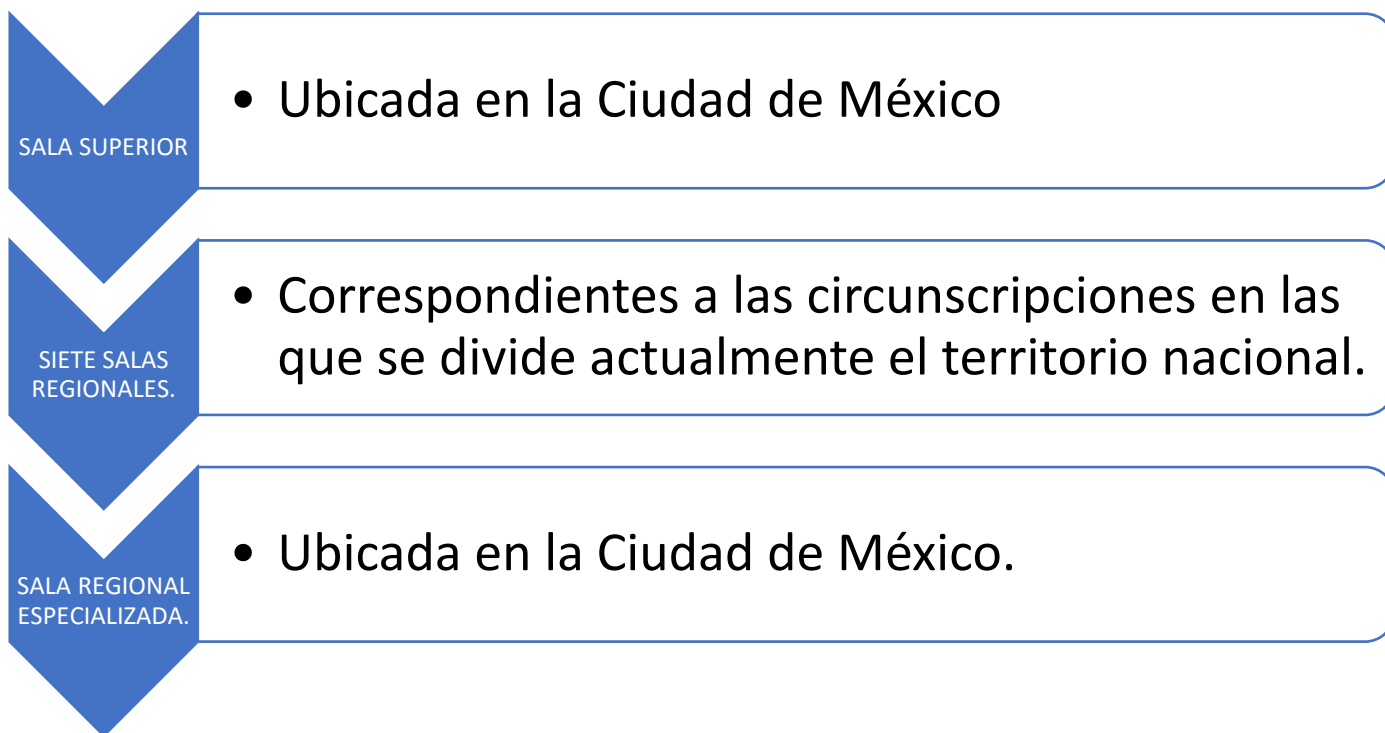 SALA SUPERIOR
• Ubicada en la Ciudad de México
SIETE SALAS
REGIONALES.
• Correspondientes a las circunscripciones en las
que se divide actualmente el territorio nacional.
SALA REGIONAL
ESPECIALIZADA.
• Ubicada en la Ciudad de México.